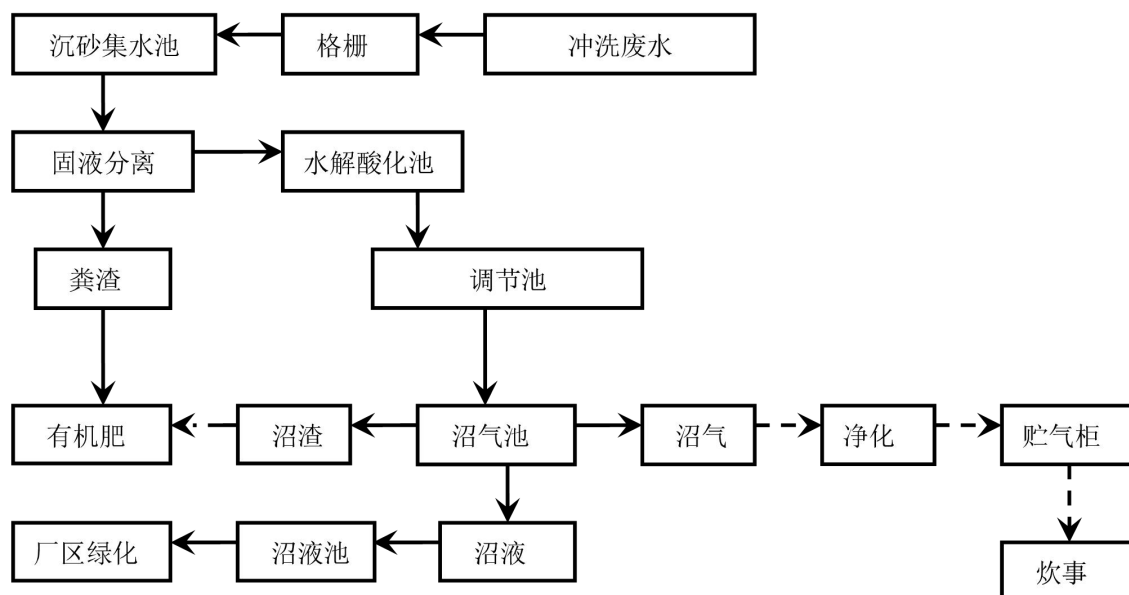 沉砂集水池
格栅
冲洗废水
固液分离
水解酸化池
粪渣
调节池
有机肥
沼渣
沼气池
沼气
净化
贮气柜
厂区绿化
沼液池
沼液
炊事